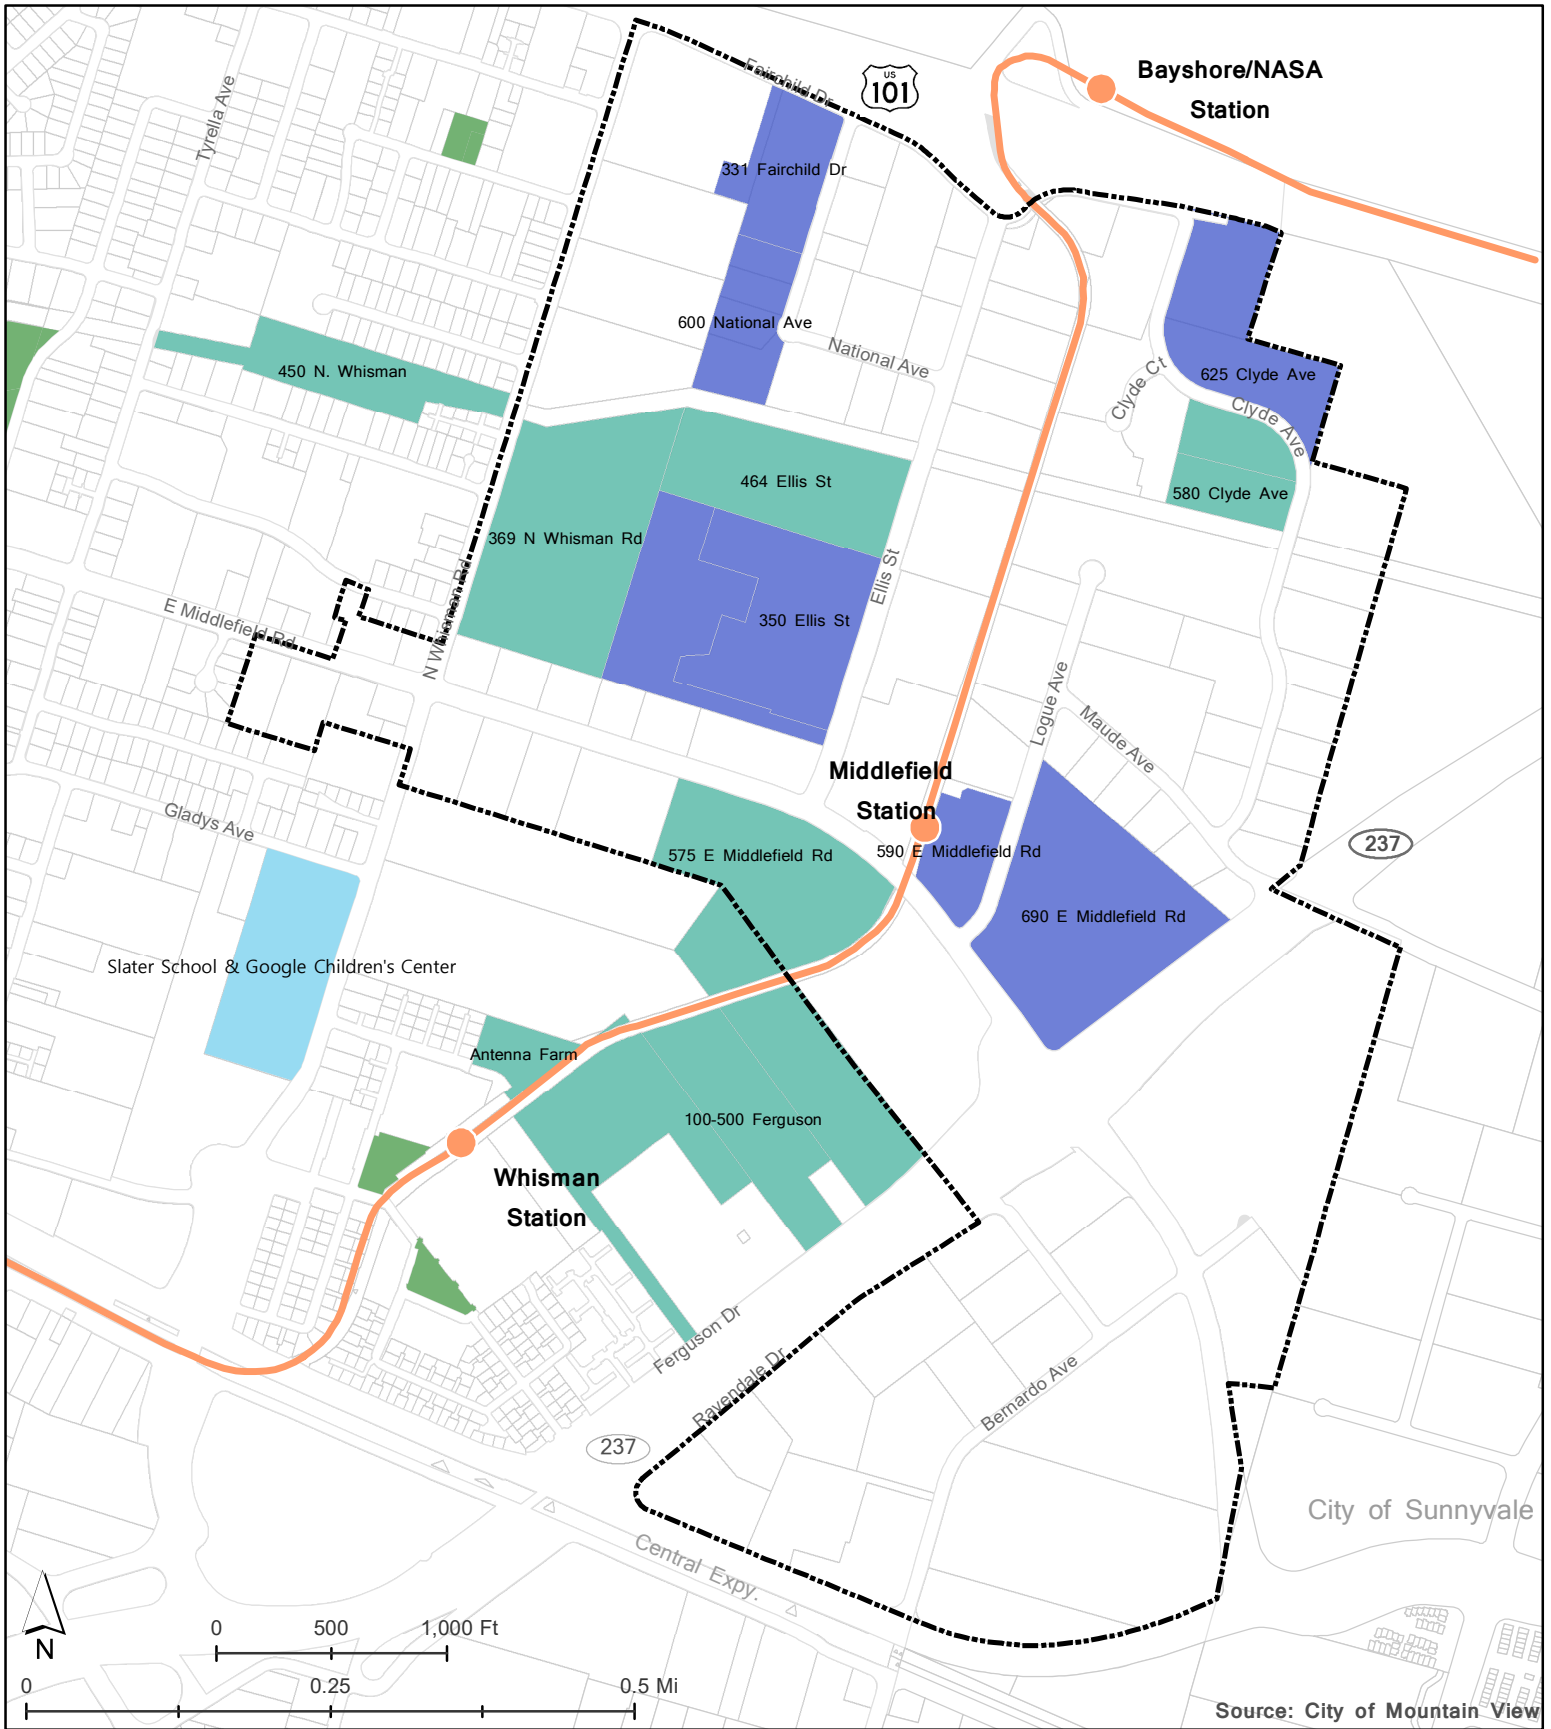 Bayshore/NASA
Station
US
101
Fairchild Dr
Tyrella Ave
331 Fairchild Dr
600 National Ave
National Ave
450 N. Whisman
Clyde Ct
625 Clyde Ave
Clyde Ave
464 Ellis St
580 Clyde Ave
369 N Whisman Rd
Ellis St
350 Ellis St
E Middlefield Rd
N Whisman Rd
Logue Ave
Maude Ave
Middlefield
Station
Gladys Ave
237
575 E Middlefield Rd
590 E Middlefield Rd
690 E Middlefield Rd
Slater School & Google Children's Center
Antenna Farm
100-500 Ferguson
Whisman
Station
Ferguson Dr
Ravendale Dr
Bernardo Ave
237
City of Sunnyvale
Central Expy.
N
0 500 1,000 Ft
0 0.25 0.5 Mi
Source: City of Mountain View